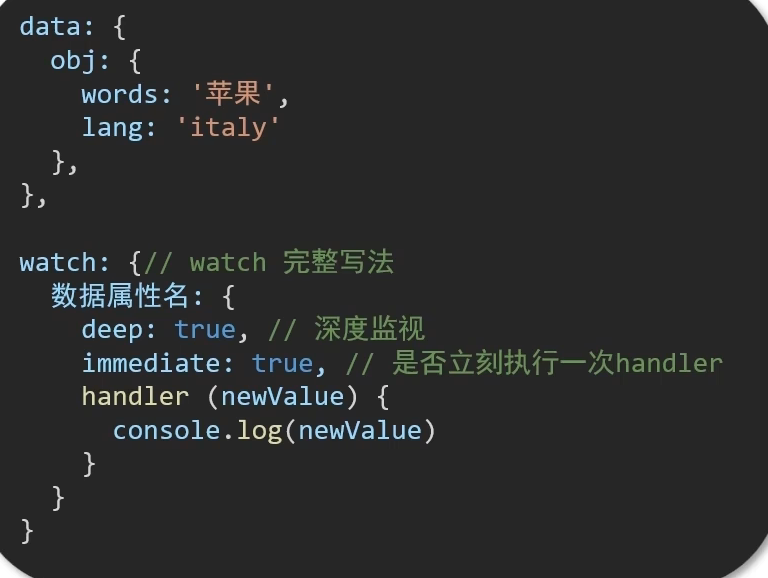 data: {
  obj: {
    words: '苹果',
    lang: 'italy'
  },
},

watch: {// watch 完整写法
  数据属性名: {
    deep: true, // 深度监视
    immediate: true, // 是否立刻执行一次handler
    handler (newValue) {
      console.log(newValue)
    }
  }
}